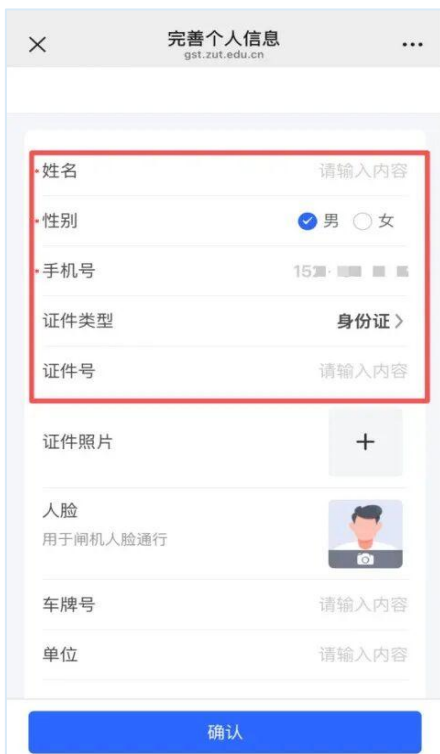 完善个人信息
gst.zut.edu.cn
*姓名 请输入内容
*性别 男 女
*手机号 152
证件类型 身份证 >
证件号 请输入内容
证件照片 +
人脸
用于闸机人脸通行
车牌号 请输入内容
单位 请输入内容
确认